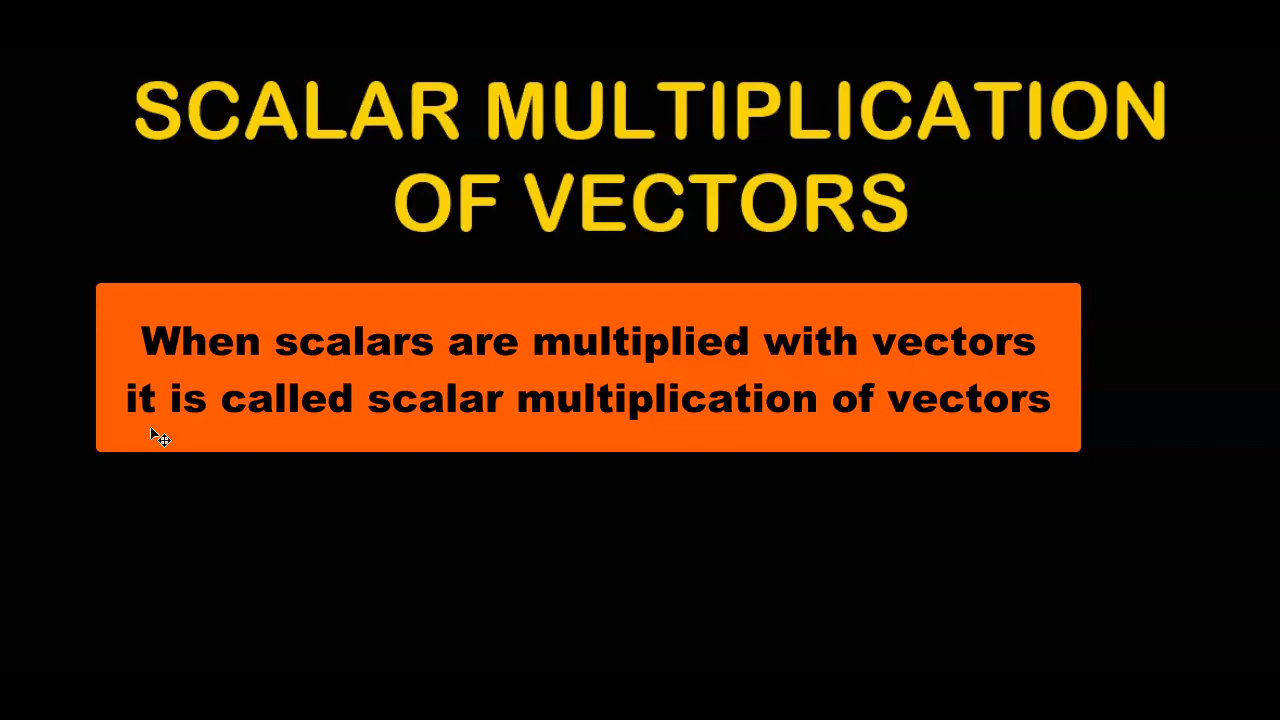 SCALAR MULTIPLICATION
OF VECTORS
When scalars are multiplied with vectors
it is called scalar multiplication of vectors